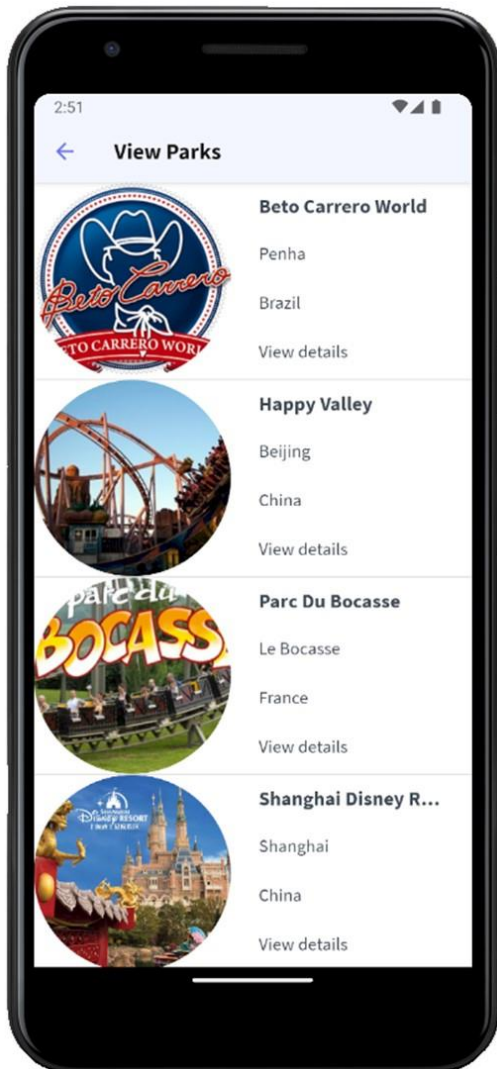 2:51
View Parks
Beto Carrero
BETO CARRERO WORL
Beto Carrero World
Penha
Brazil
View details
Happy Valley
Beijing
China
View details
parc du
BOCASSE
Parc Du Bocasse
Le Bocasse
France
View details
Disney RESORT
Shanghai Disney R...
Shanghai
China
View details